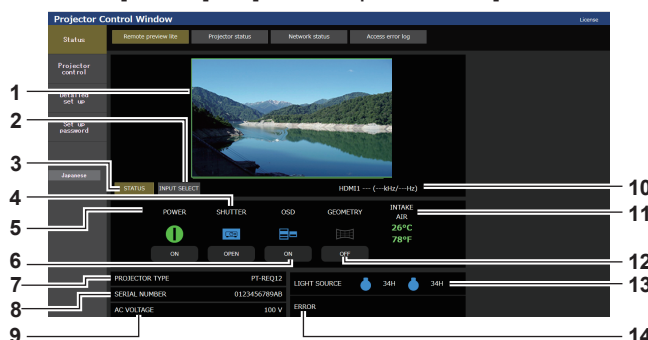 Projector Control Window
License
Status
Remote preview lite
Projector status
Network status
Access error log
Projector
control
Detailed
set up
Set up
password
Japanese
1
2
3
4
5
6
7
8
9
STATUS
INPUT SELECT
HDMI1 --- (---kHz/---Hz)
POWER
SHUTTER
OSD
GEOMETRY
INTAKE
AIR
26°C
78°F
ON
OPEN
ON
OFF
PROJECTOR TYPE PT-REQ12
SERIAL NUMBER 0123456789AB
AC VOLTAGE 100 V
LIGHT SOURCE 34H 34H
ERROR
10
11
12
13
14